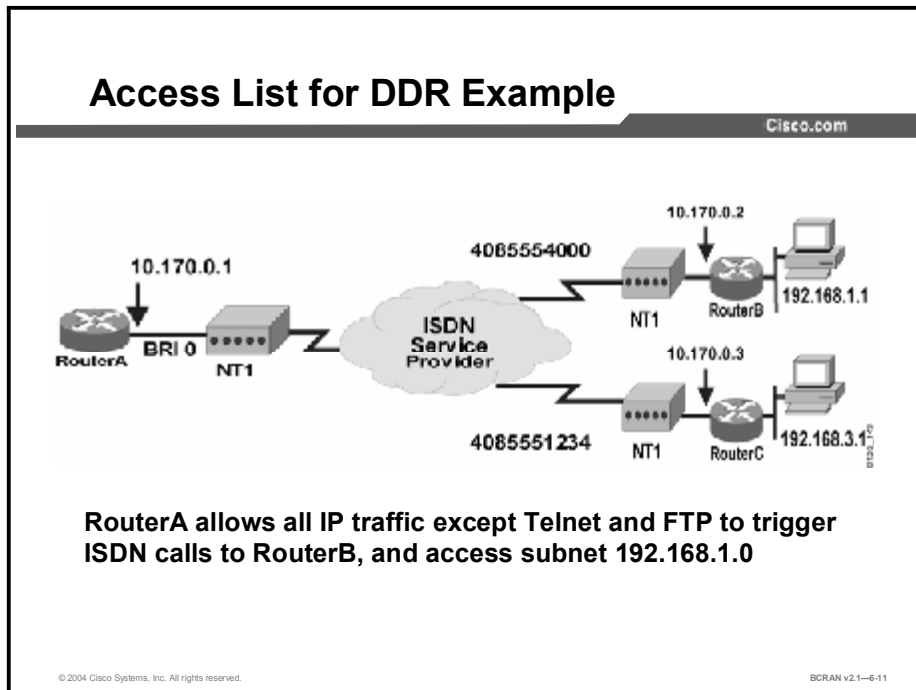 Access List for DDR Example
Cisco.com
10.170.0.2
4085554000
10.170.0.1
192.168.1.1
NT1
RouterB
ISDN
Service
Provider
BRI 0
RouterA
NT1
10.170.0.3
4085551234
NT1
RouterC
192.168.3.1
RouterA allows all IP traffic except Telnet and FTP to trigger
ISDN calls to RouterB, and access subnet 192.168.1.0
© 2004 Cisco Systems, Inc. All rights reserved.
BCRAN v2.1—6-11